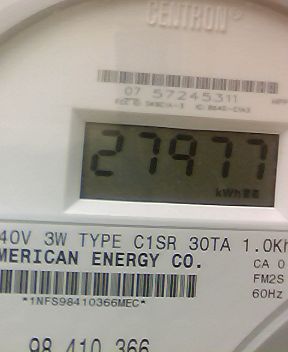 CENTRON®
07 57245311
27977
kWh
40V 3W TYPE C1SR 30TA 1.0Kh
MERICAN ENERGY CO.
CA 0
FM2S
60Hz
*1NFS98410366MEC*
98 410 366